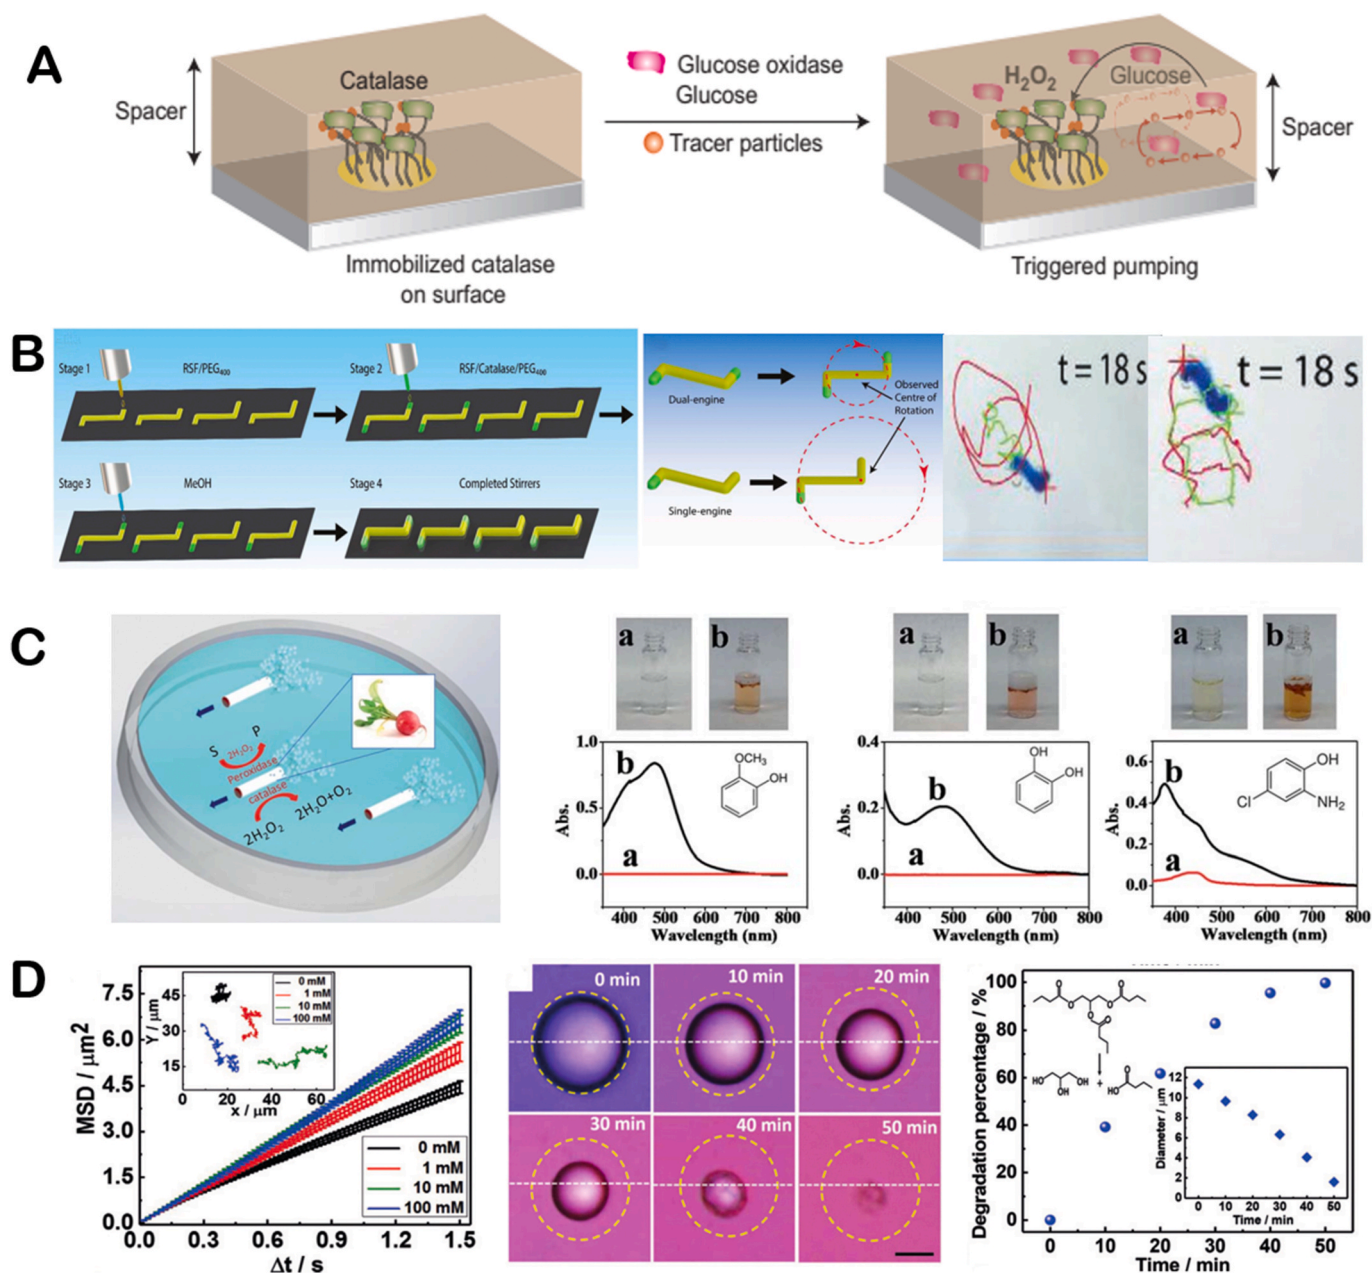 A
Spacer
Catalase
Glucose oxidase
Glucose
Tracer particles
H₂O₂
Glucose
Spacer
Immobilized catalase
on surface
Triggered pumping
B
Stage 1
RSF/PEG₄₀₀
Stage 2
RSF/Catalase/PEG₄₀₀
Stage 3
MeOH
Stage 4
Completed Stirrers
Dual-engine
Observed
Centre of
Rotation
Single-engine
t = 18 s
t = 18 s
C
S
P
2H₂O₂
Peroxidase
catalase
2H₂O₂
2H₂O+O₂
a
b
a
b
a
b
1.0
0.5
0.0
Abs.
b
a
OCH₃
OH
400 500 600 700 800
Wavelength (nm)
0.4
0.2
0.0
Abs.
b
a
OH
OH
400 500 600 700 800
Wavelength (nm)
0.6
0.4
0.2
0.0
Abs.
b
a
OH
Cl
NH₂
400 500 600 700 800
Wavelength (nm)
D
MSD / μm²
7.5
6.0
4.5
3.0
1.5
0.0
0.0 0.3 0.6 0.9 1.2 1.5
Δt / s
Y / μm
45
30
15
0 20 40 60
x / μm
0 mM
1 mM
10 mM
100 mM
0 mM
1 mM
10 mM
100 mM
0 min
10 min
20 min
30 min
40 min
50 min
Degradation percentage / %
100
80
60
40
20
0
0 10 20 30 40 50
Time / min
O
O
O
O
O
O
HO
OH
OH
+
HO
O
Diameter / μm
12
10
8
6
4
2
0
0 10 20 30 40 50
Time / min